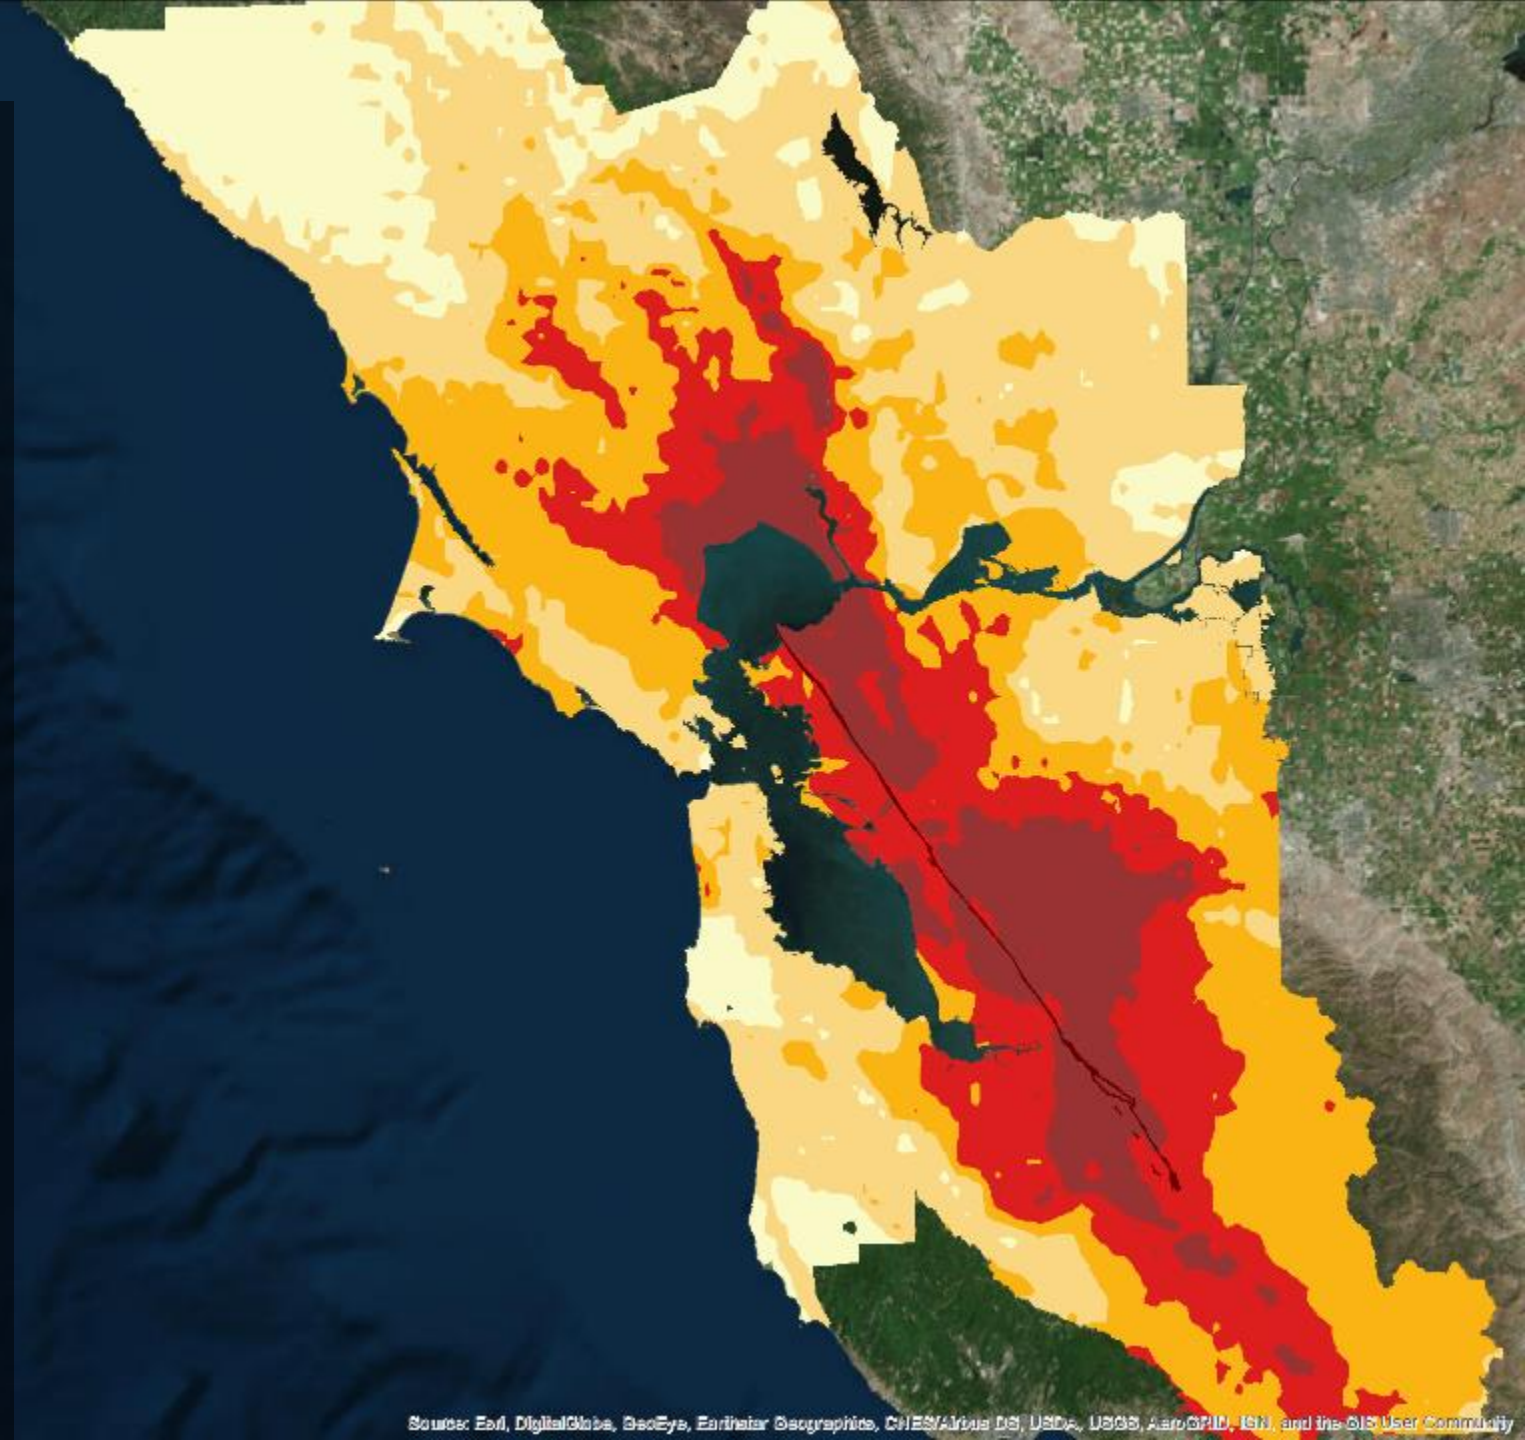 Source: Esri, DigitalGlobe, GeoEye, Earthstar Geographics, CNES/Airbus DS, USDA, USGS, AeroGRID, IGN, and the GIS User Community